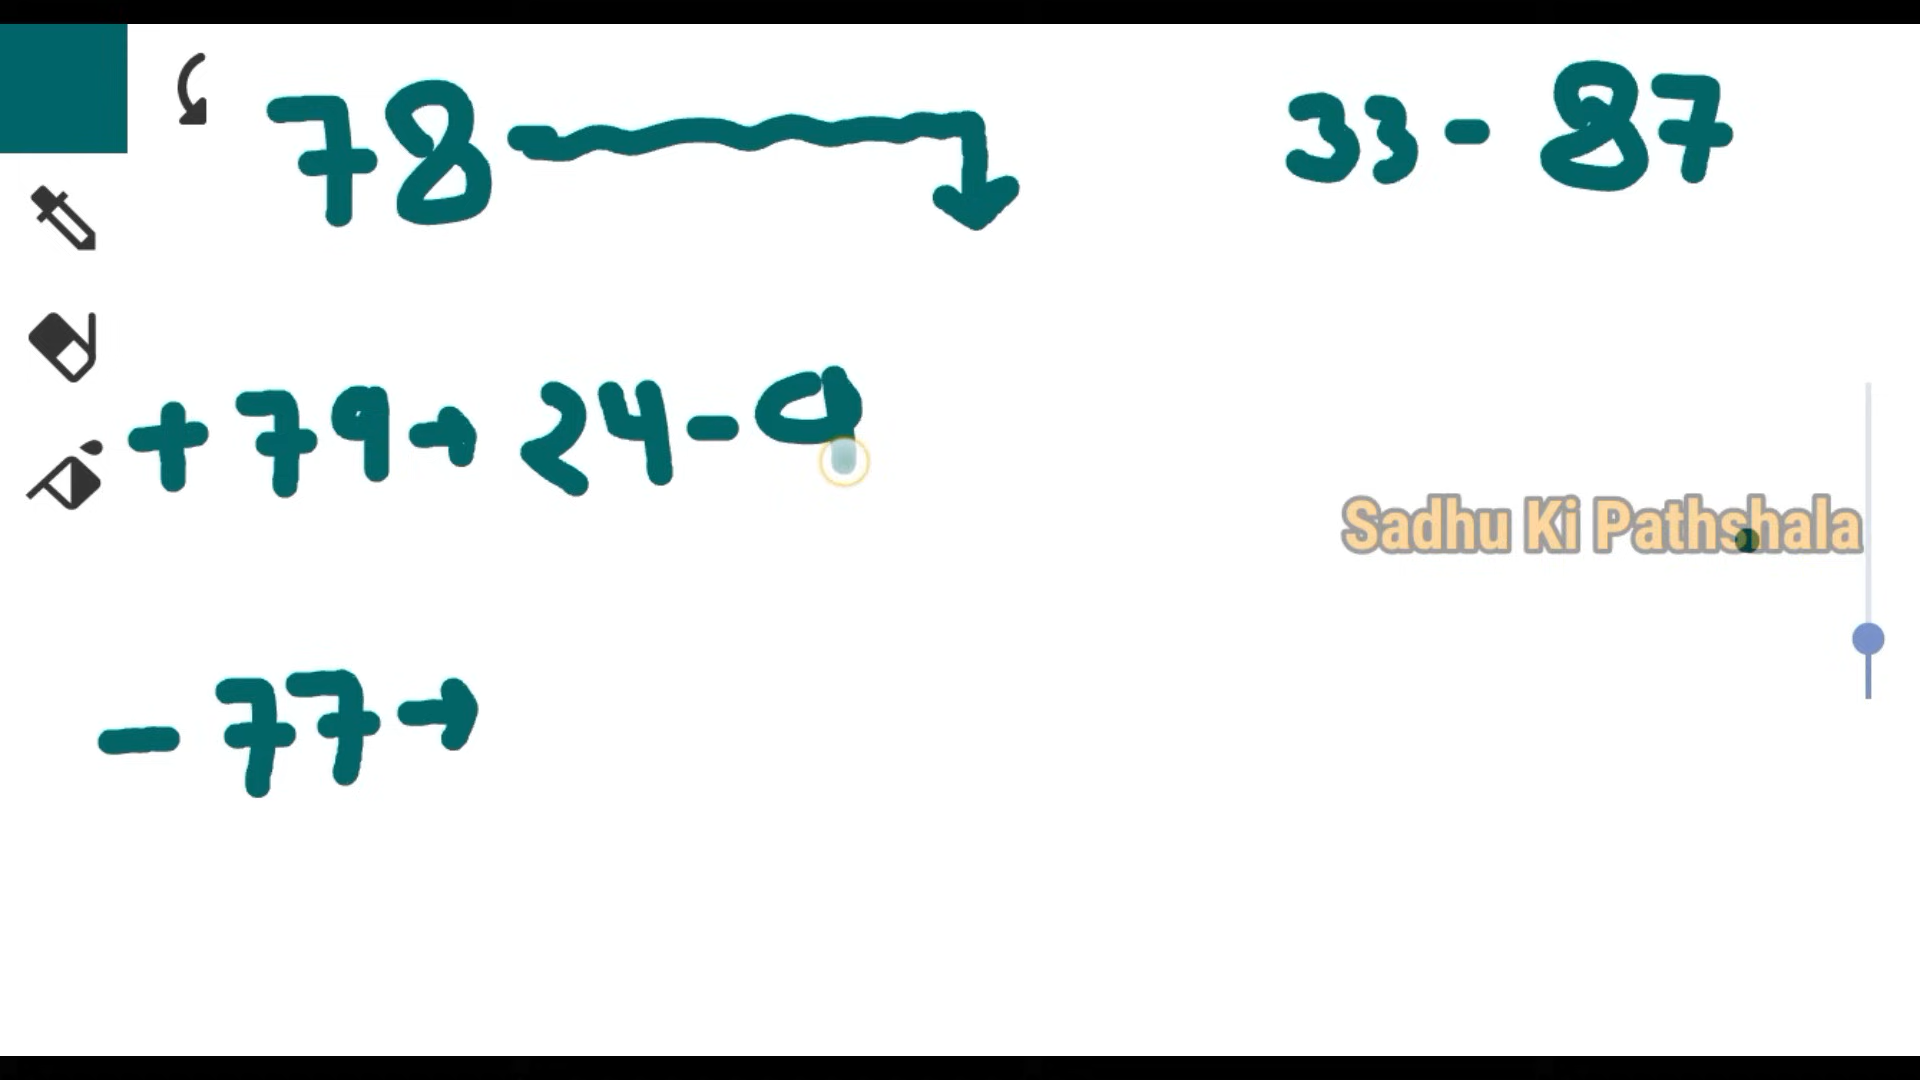 78 → 33-87
+79→ 24-9
Sadhu Ki Pathshala
-77→